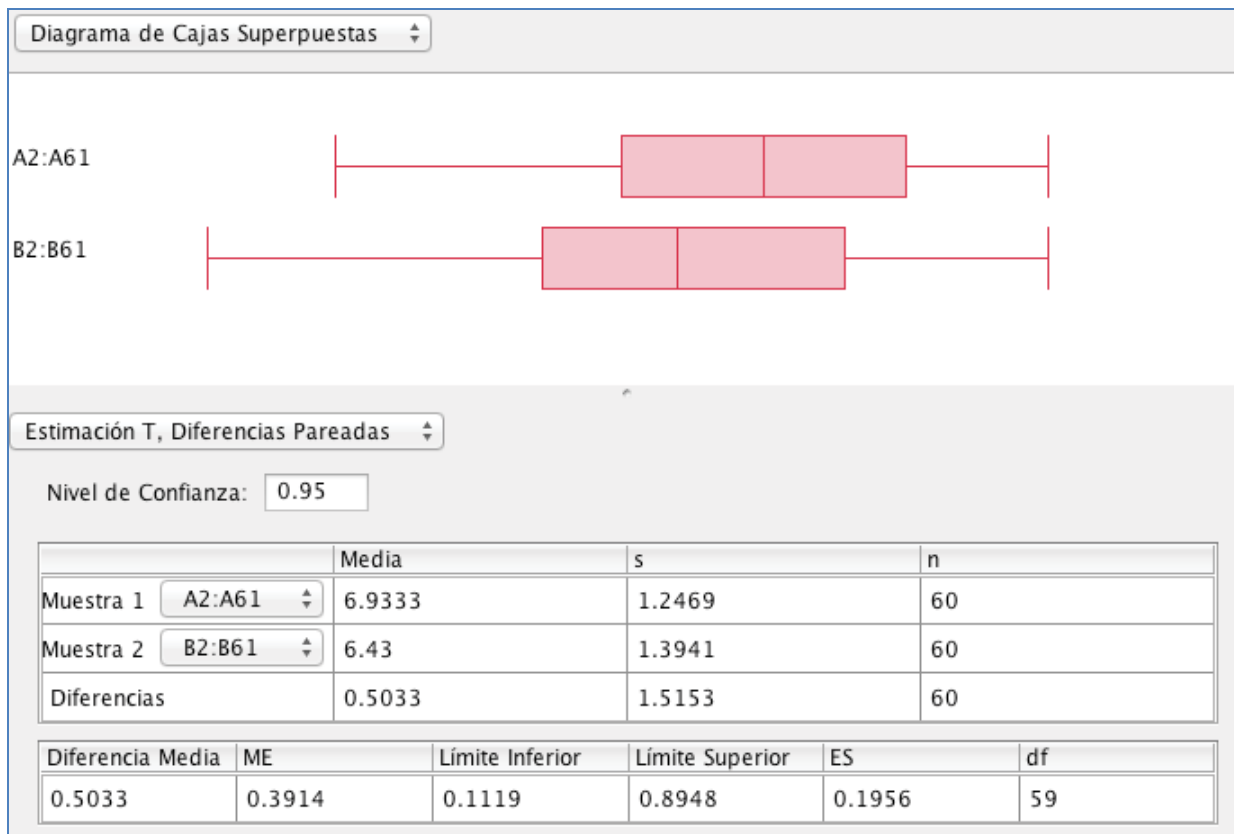 Diagrama de Cajas Superpuestas
A2:A61
B2:B61
Estimación T, Diferencias Pareadas
Nivel de Confianza: 0.95
Media s n
Muestra 1 A2:A61 6.9333 1.2469 60
Muestra 2 B2:B61 6.43 1.3941 60
Diferencias 0.5033 1.5153 60
Diferencia Media ME Límite Inferior Límite Superior ES df
0.5033 0.3914 0.1119 0.8948 0.1956 59